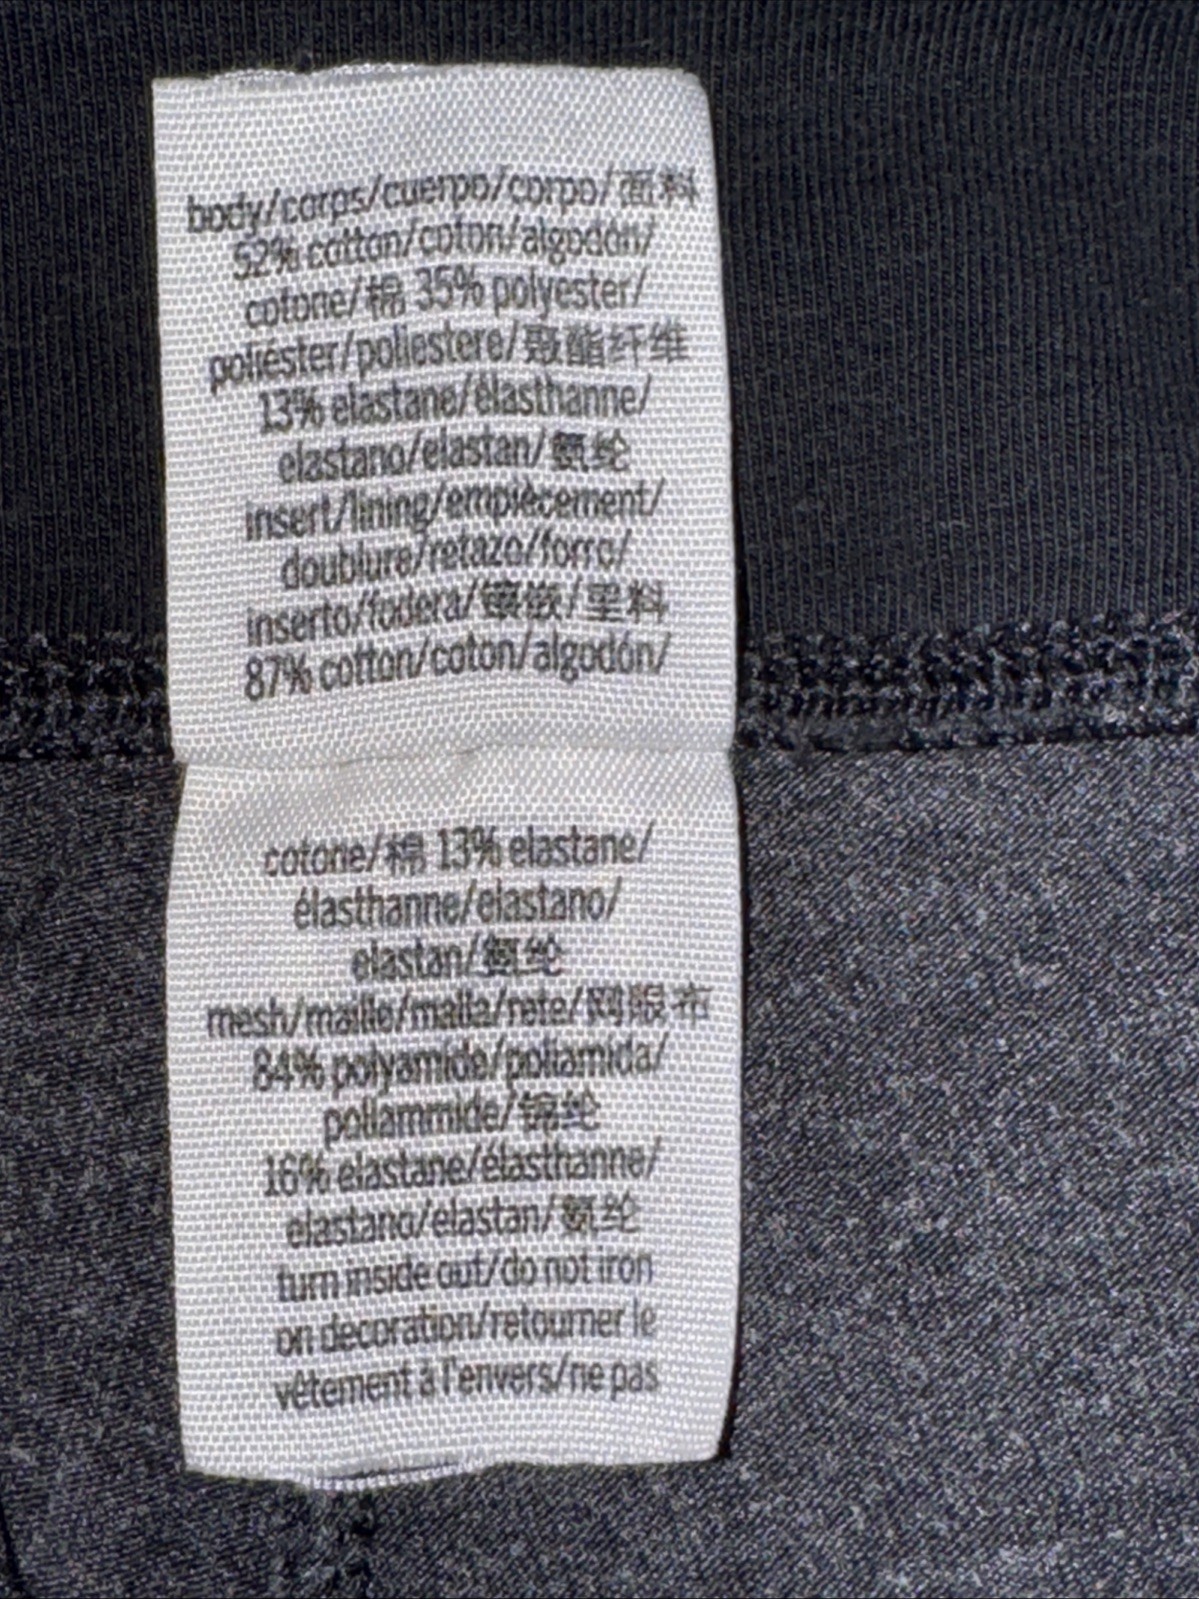 body/corps/cuerpo/corpo/面料
52% cotton/coton/algodón/
cotone/棉 35% polyester/
poliéster/poliestere/聚酯纤维
13% elastane/élasthanne/
elastano/elastan/氨纶
insert/lining/empiècement/
doublure/retazo/forro/
inserto/fodera/镶嵌/里料
87% cotton/coton/algodón/
cotone/棉 13% elastane/
élasthanne/elastano/
elastan/氨纶
mesh/maille/malla/rete/网眼布
84% polyamide/poliamida/
poliammide/锦纶
16% elastane/élasthanne/
elastano/elastan/氨纶
turn inside out/do not iron
on decoration/retourner le
vêtement à l'envers/ne pas